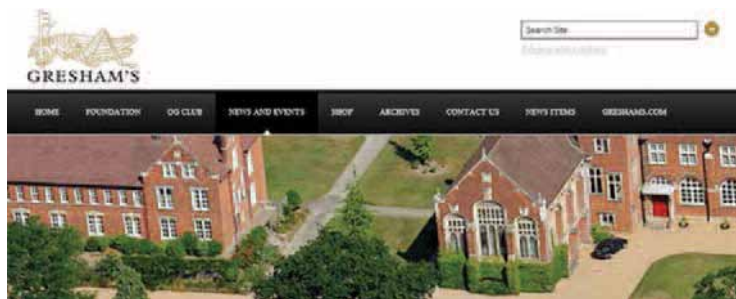 Search Site
GRESHAM'S
HOME FOUNDATION OG CLUB NEWS AND EVENTS SHOP ARCHIVES CONTACT US NEWS ITEMS GRESHAMS.COM